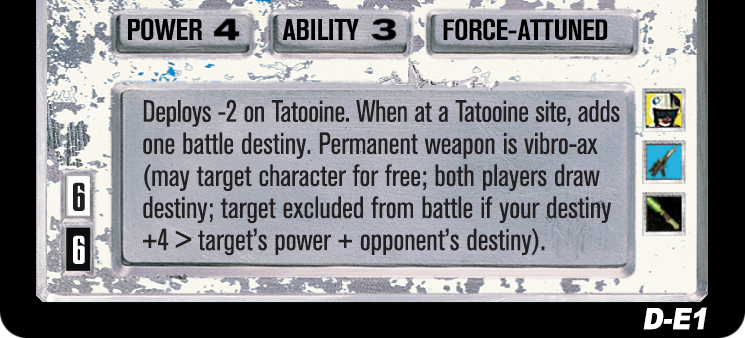 POWER 4 ABILITY 3 FORCE-ATTUNED
Deploys -2 on Tatooine. When at a Tatooine site, adds
one battle destiny. Permanent weapon is vibro-ax
(may target character for free; both players draw
destiny; target excluded from battle if your destiny
+4 > target's power + opponent's destiny).
6
6
D-E1